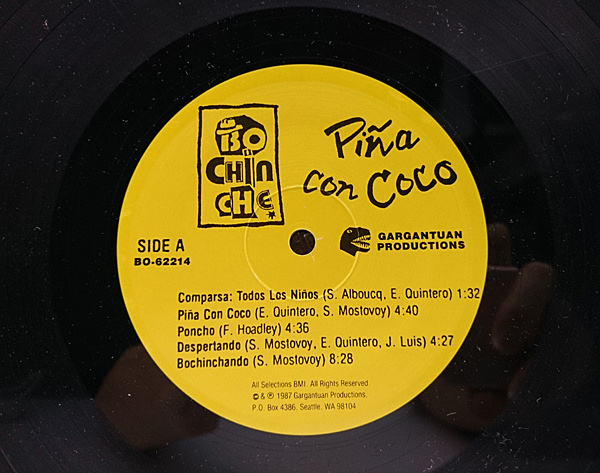 BO
CHIN
CHE
Piña
con Coco
GARGANTUAN
PRODUCTIONS
SIDE A
BO-62214
Comparsa: Todos Los Niños (S. Alboucq, E. Quintero) 1:32
Piña Con Coco (E. Quintero, S. Mostovoy) 4:40
Poncho (F. Hoadley) 4:36
Despertando (S. Mostovoy, E. Quintero, J. Luis) 4:27
Bochinchando (S. Mostovoy) 8:28
All Selections BMI. All Rights Reserved
© & ℗ 1987 Gargantuan Productions.
P.O. Box 4386. Seattle, WA 98104